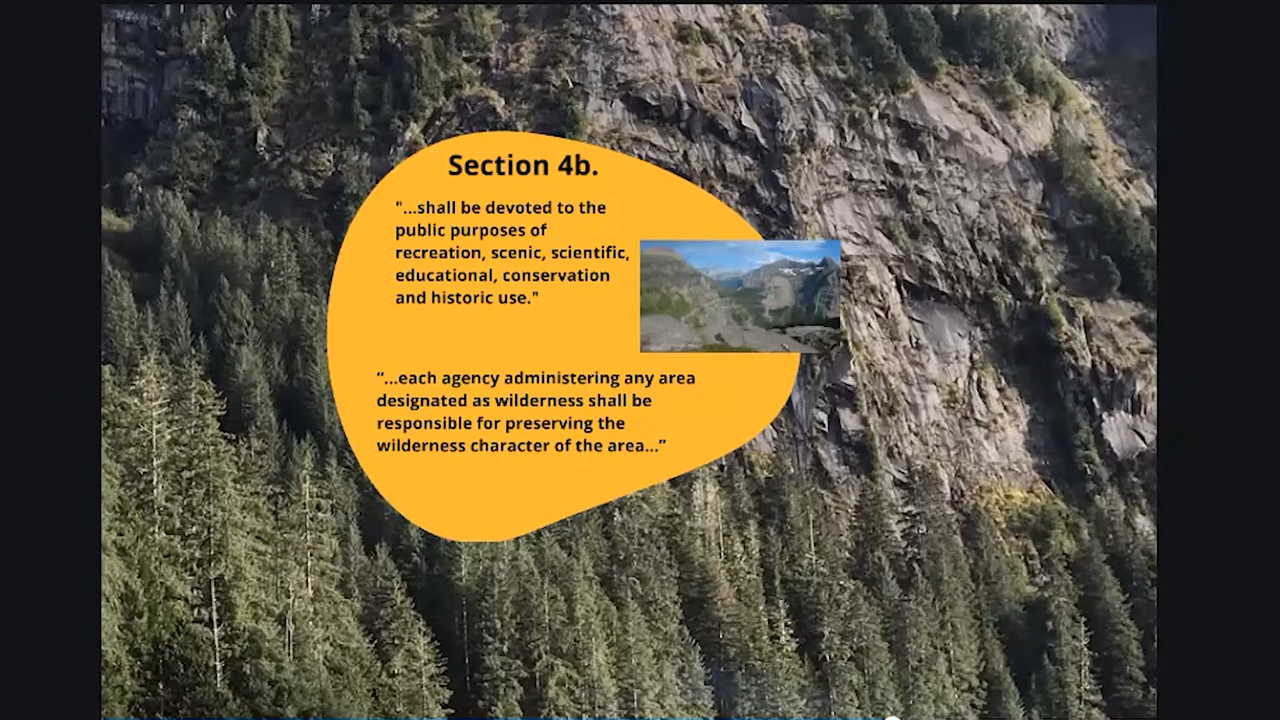 Section 4b.
"...shall be devoted to the
public purposes of
recreation, scenic, scientific,
educational, conservation
and historic use."
“...each agency administering any area
designated as wilderness shall be
responsible for preserving the
wilderness character of the area...”